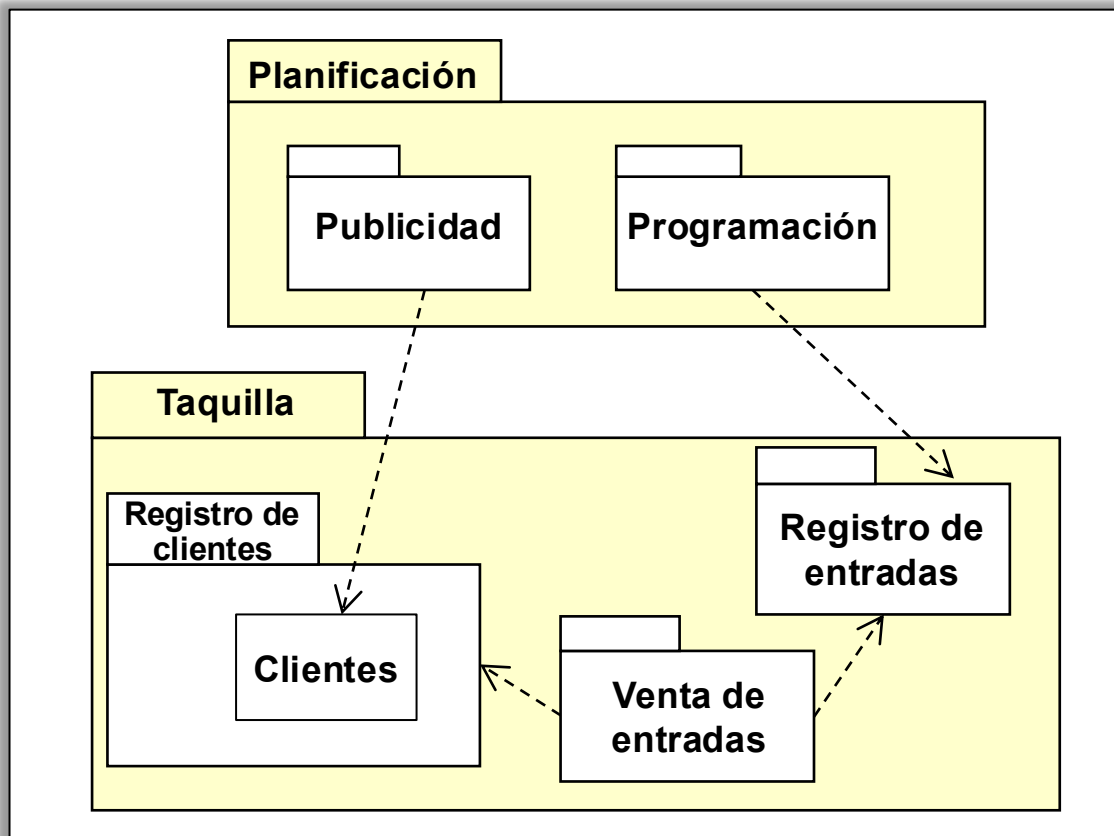 Planificación
Publicidad
Programación
Taquilla
Registro de
clientes
Clientes
Registro de
entradas
Venta de
entradas